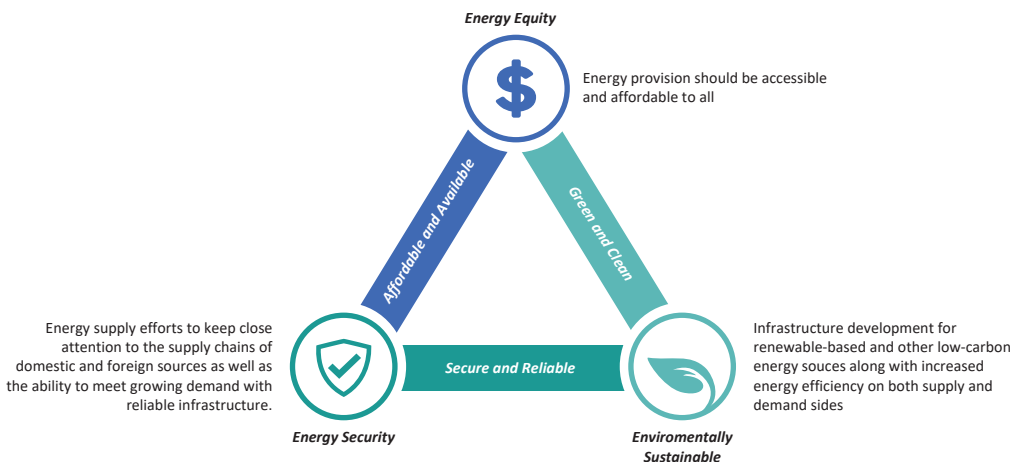 Energy Equity
$
Energy provision should be accessible
and affordable to all
Affordable and Available
Green and Clean
Energy supply efforts to keep close
attention to the supply chains of
domestic and foreign sources as well as
the ability to meet growing demand with
reliable infrastructure.
Secure and Reliable
Infrastructure development for
renewable-based and other low-carbon
energy souces along with increased
energy efficiency on both supply and
demand sides
Energy Security
Enviromentally
Sustainable